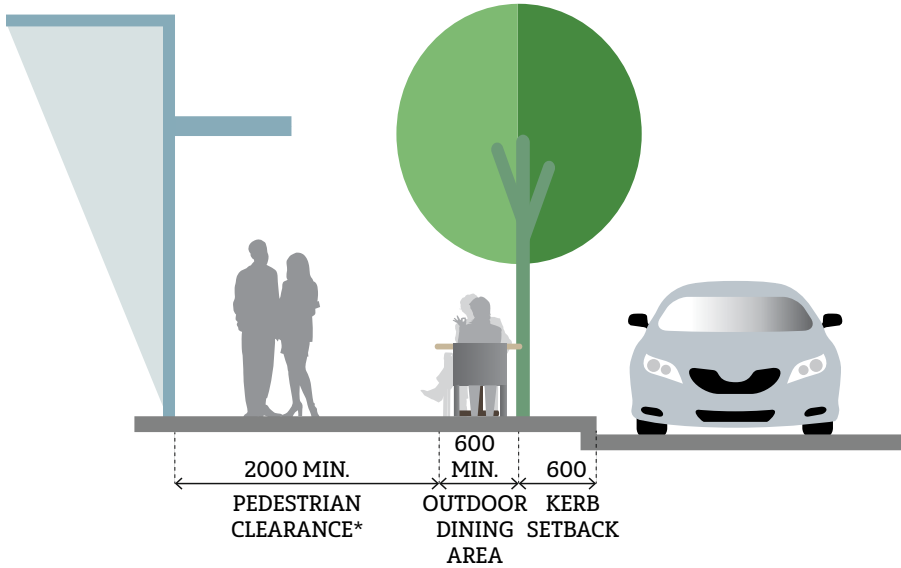 2000 MIN.
PEDESTRIAN
CLEARANCE*
600
MIN.
OUTDOOR
DINING
AREA
600
KERB
SETBACK